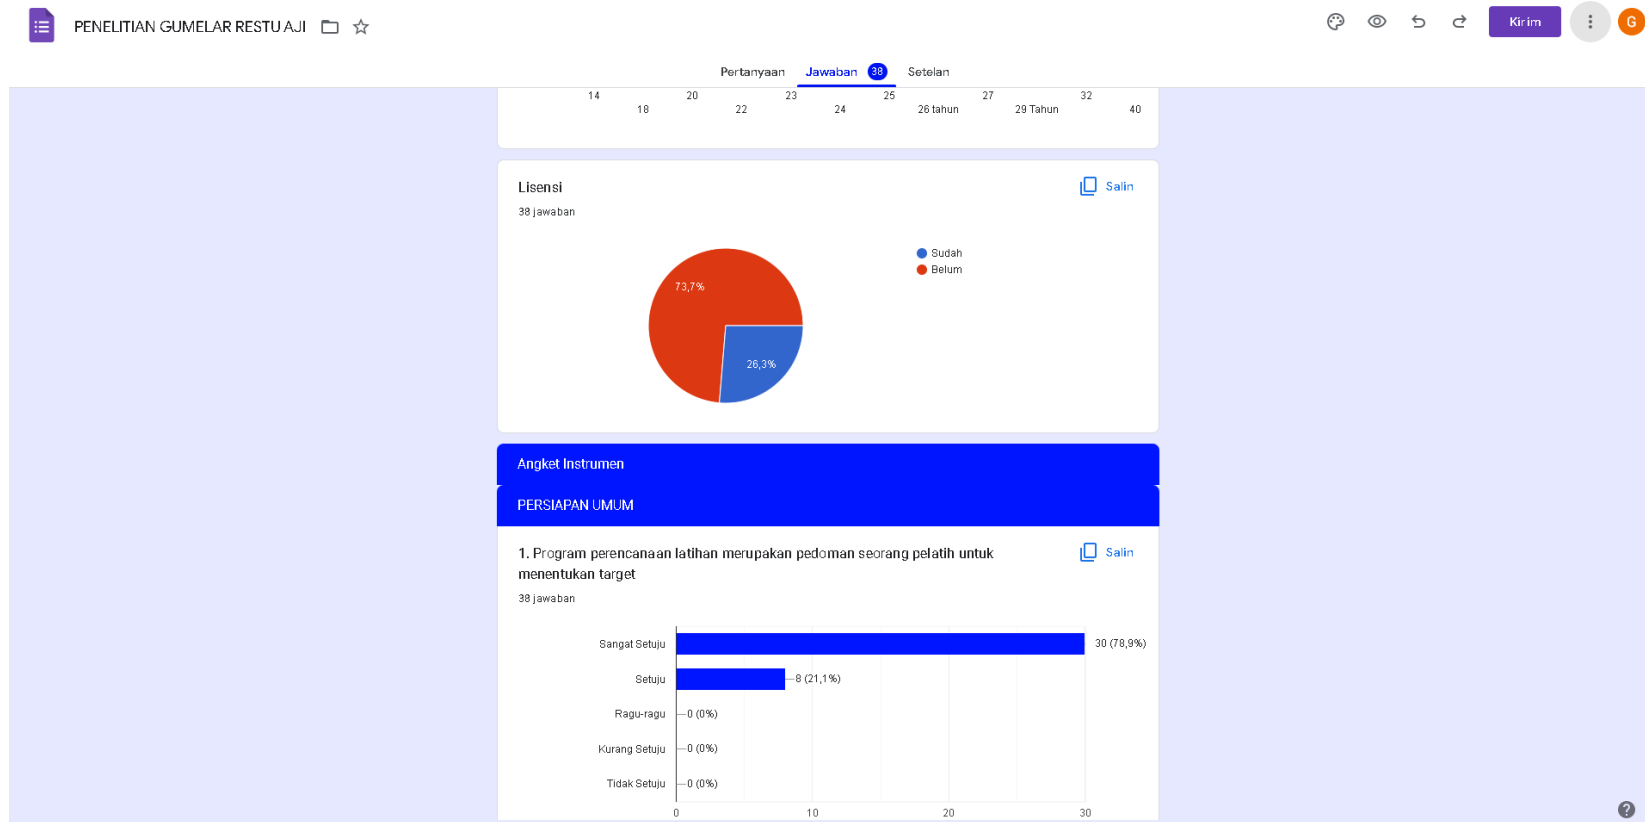 PENELITIAN GUMELAR RESTU AJI
Kirim
G
Pertanyaan Jawaban 38 Setelan
14 20 23 25 27 32
18 22 24 26 tahun 29 Tahun 40
Lisensi
Salin
38 jawaban
Sudah
Belum
73,7%
26,3%
Angket Instrumen
PERSIAPAN UMUM
1. Program perencanaan latihan merupakan pedoman seorang pelatih untuk
menentukan target
Salin
38 jawaban
Sangat Setuju 30 (78,9%)
Setuju 8 (21,1%)
Ragu-ragu 0 (0%)
Kurang Setuju 0 (0%)
Tidak Setuju 0 (0%)
0 10 20 30